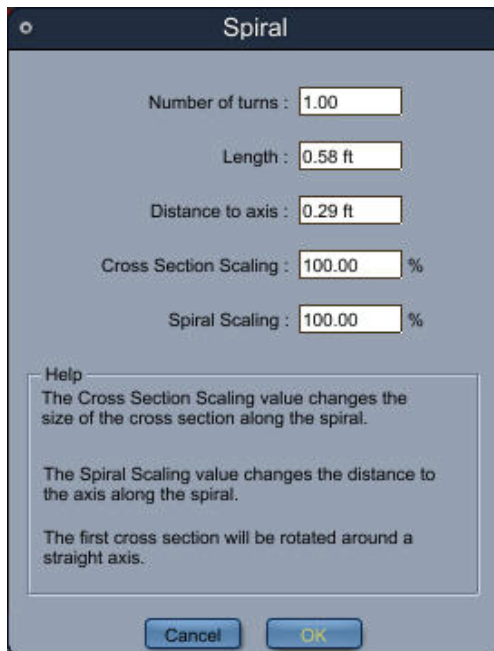 Spiral
Number of turns : 1.00
Length : 0.58 ft
Distance to axis : 0.29 ft
Cross Section Scaling : 100.00 %
Spiral Scaling : 100.00 %
Help
The Cross Section Scaling value changes the
size of the cross section along the spiral.
The Spiral Scaling value changes the distance to
the axis along the spiral.
The first cross section will be rotated around a
straight axis.
Cancel OK